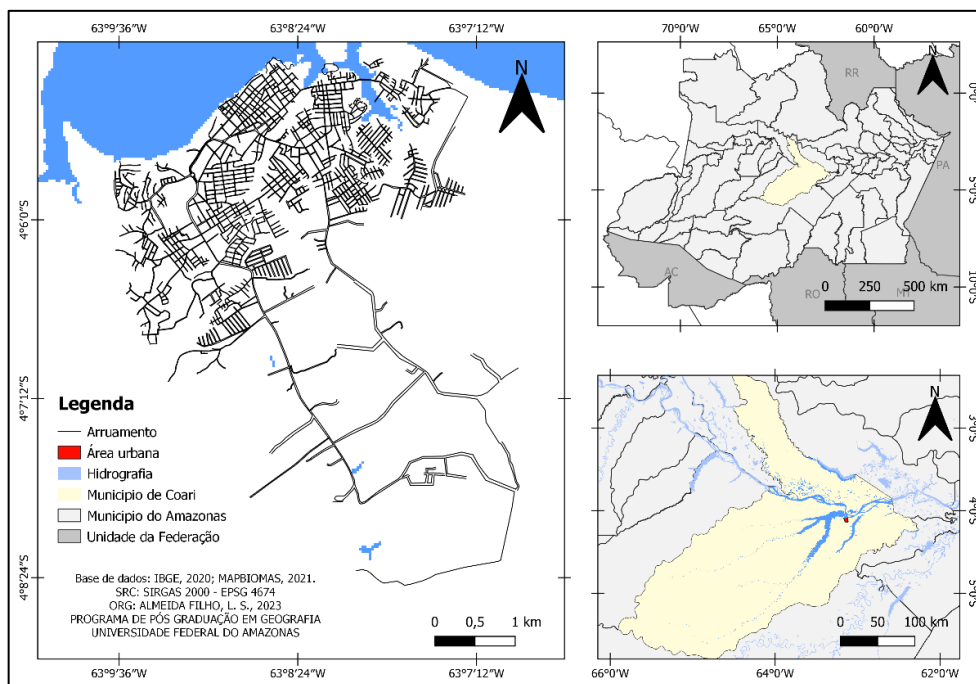 63°9'36"W 63°8'24"W 63°7'12"W
N
4°6'0"S
4°7'12"S
4°8'24"S
Legenda
Arruamento
Área urbana
Hidrografia
Municipio de Coari
Municipio do Amazonas
Unidade da Federação
Base de dados: IBGE, 2020; MAPBIOMAS, 2021.
SRC: SIRGAS 2000 - EPSG 4674
ORG: ALMEIDA FILHO, L. S., 2023
PROGRAMA DE PÓS GRADUAÇÃO EM GEOGRAFIA
UNIVERSIDADE FEDERAL DO AMAZONAS
0 0,5 1 km
63°9'36"W 63°8'24"W 63°7'12"W
70°0'W 65°0'W 60°0'W
N
RR
PA
AC
RO
MT
0 250 500 km
N
0 50 100 km
66°0'W 64°0'W 62°0'W